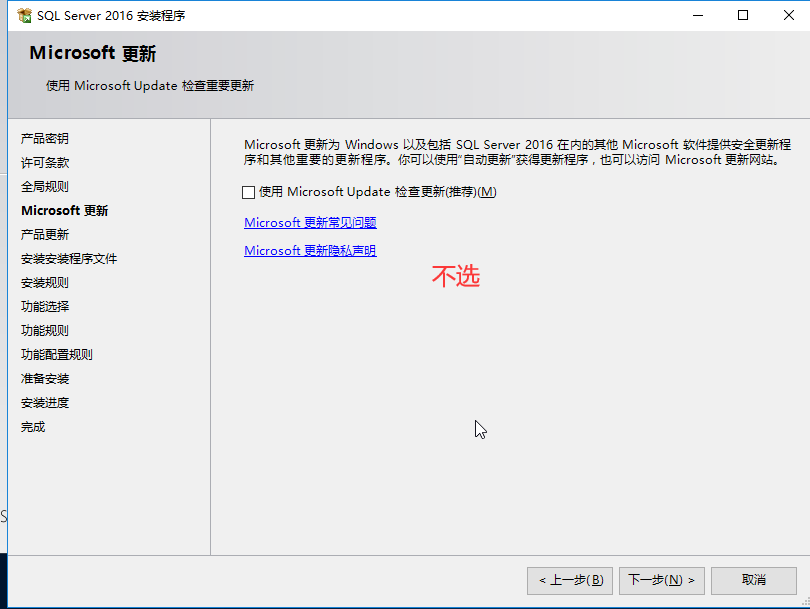 SQL Server 2016 安装程序
Microsoft 更新
使用 Microsoft Update 检查重要更新
产品密钥
许可条款
全局规则
Microsoft 更新
产品更新
安装安装程序文件
安装规则
功能选择
功能规则
功能配置规则
准备安装
安装进度
完成
Microsoft 更新为 Windows 以及包括 SQL Server 2016 在内的其他 Microsoft 软件提供安全更新程
序和其他重要的更新程序。你可以使用“自动更新”获得更新程序，也可以访问 Microsoft 更新网站。
使用 Microsoft Update 检查更新(推荐)(M)
Microsoft 更新常见问题
Microsoft 更新隐私声明
不选
S
< 上一步(B)
下一步(N) >
取消